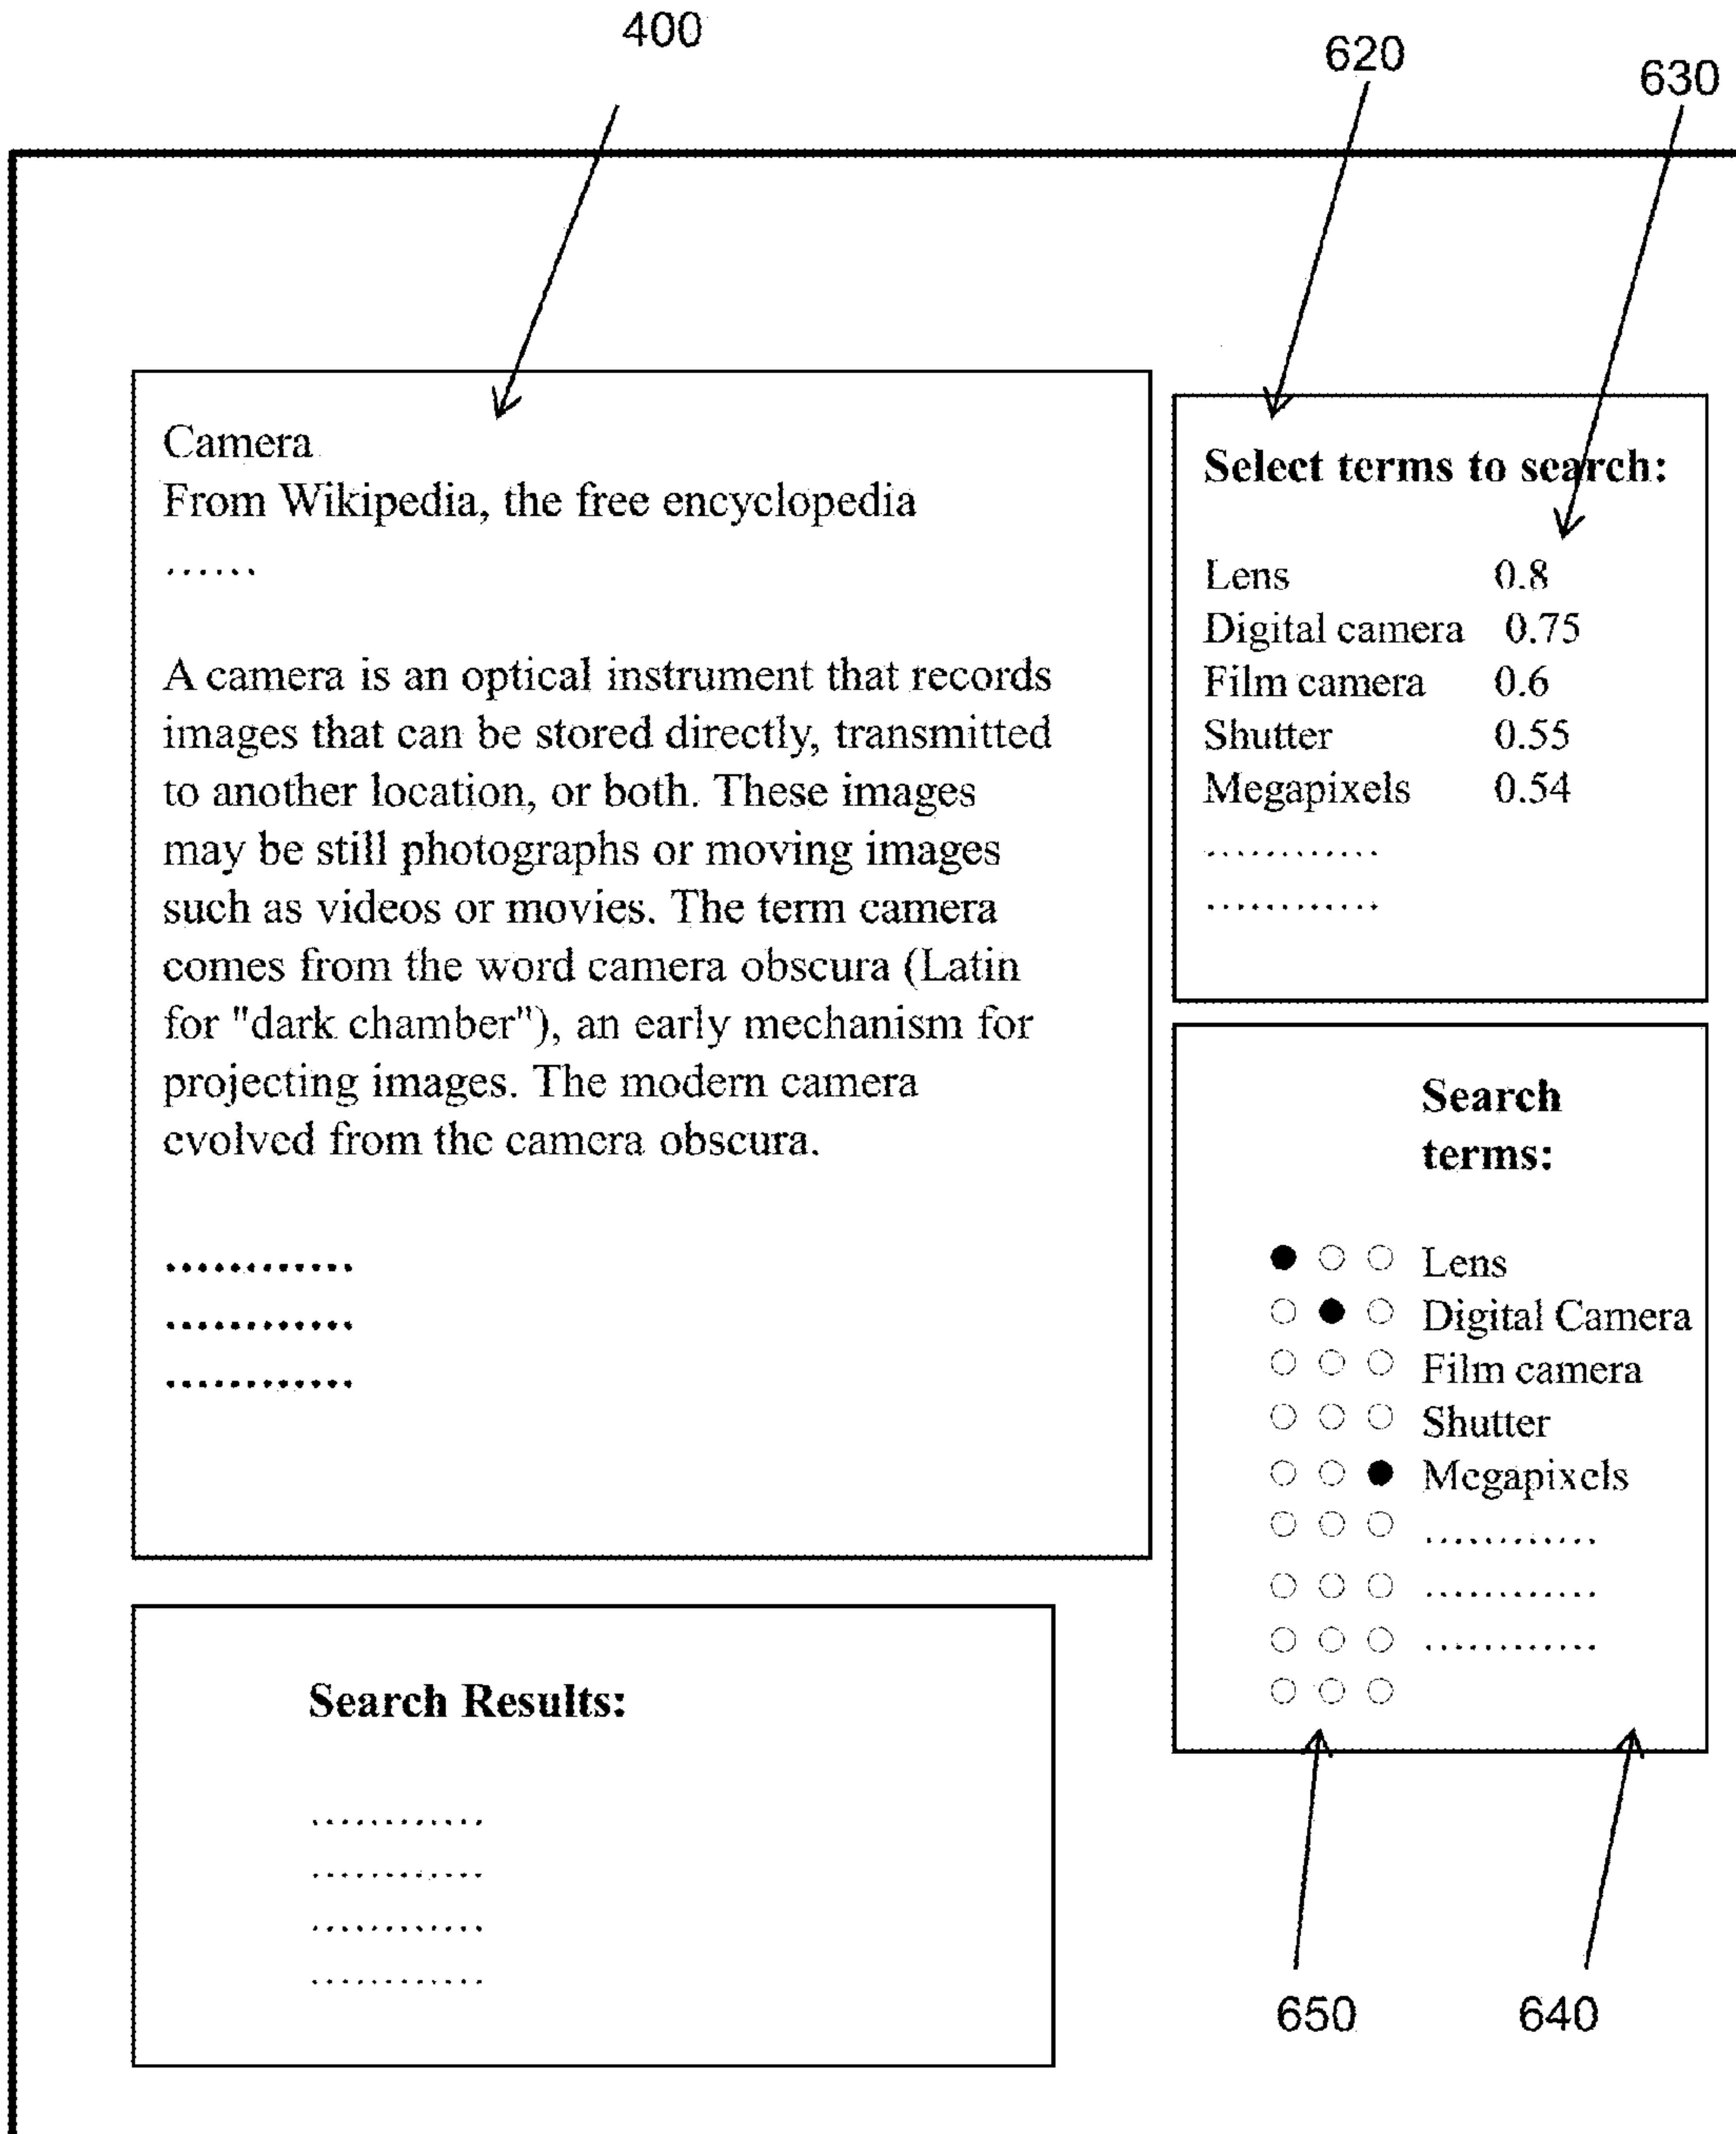 400
620
630
Camera
From Wikipedia, the free encyclopedia
......
A camera is an optical instrument that records
images that can be stored directly, transmitted
to another location, or both. These images
may be still photographs or moving images
such as videos or movies. The term camera
comes from the word camera obscura (Latin
for "dark chamber"), an early mechanism for
projecting images. The modern camera
evolved from the camera obscura.
............
............
............
Select terms to search:
Lens 0.8
Digital camera 0.75
Film camera 0.6
Shutter 0.55
Megapixels 0.54
............
............
Search
terms:
Lens
Digital Camera
Film camera
Shutter
Megapixels
............
............
............
Search Results:
............
............
............
............
650
640